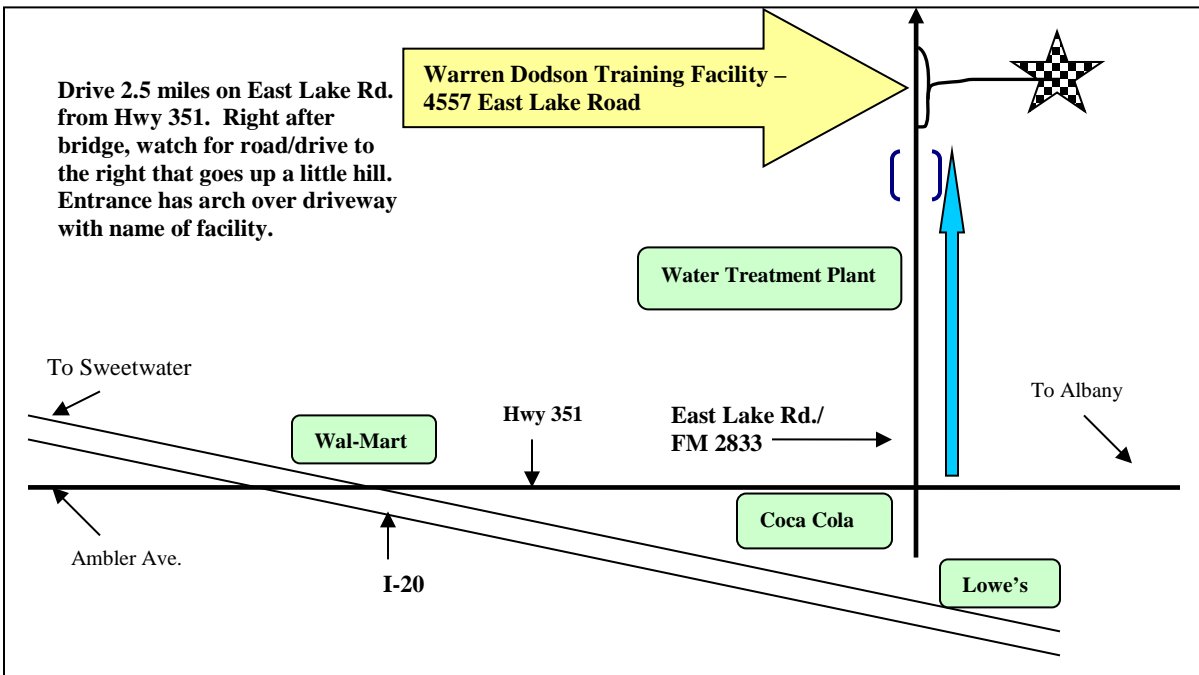 Drive 2.5 miles on East Lake Rd.
from Hwy 351.  Right after
bridge, watch for road/drive to
the right that goes up a little hill.
Entrance has arch over driveway
with name of facility.
Warren Dodson Training Facility –
4557 East Lake Road
Water Treatment Plant
To Sweetwater
To Albany
Wal-Mart
Hwy 351
East Lake Rd./
FM 2833
Coca Cola
Ambler Ave.
I-20
Lowe's